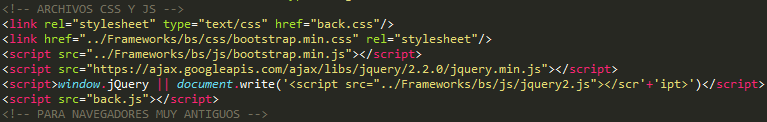 <!-- ARCHIVOS CSS Y JS -->
<link rel="stylesheet" type="text/css" href="back.css"/>
<link href="../Frameworks/bs/css/bootstrap.min.css" rel="stylesheet"/>
<script src="../Frameworks/bs/js/bootstrap.min.js"></script>
<script src="https://ajax.googleapis.com/ajax/libs/jquery/2.2.0/jquery.min.js"></script>
<script>window.jQuery || document.write('<script src="../Frameworks/bs/js/jquery2.js"></scr'+'ipt>')</script>
<script src="back.js"></script>
<!-- PARA NAVEGADORES MUY ANTIGUOS -->